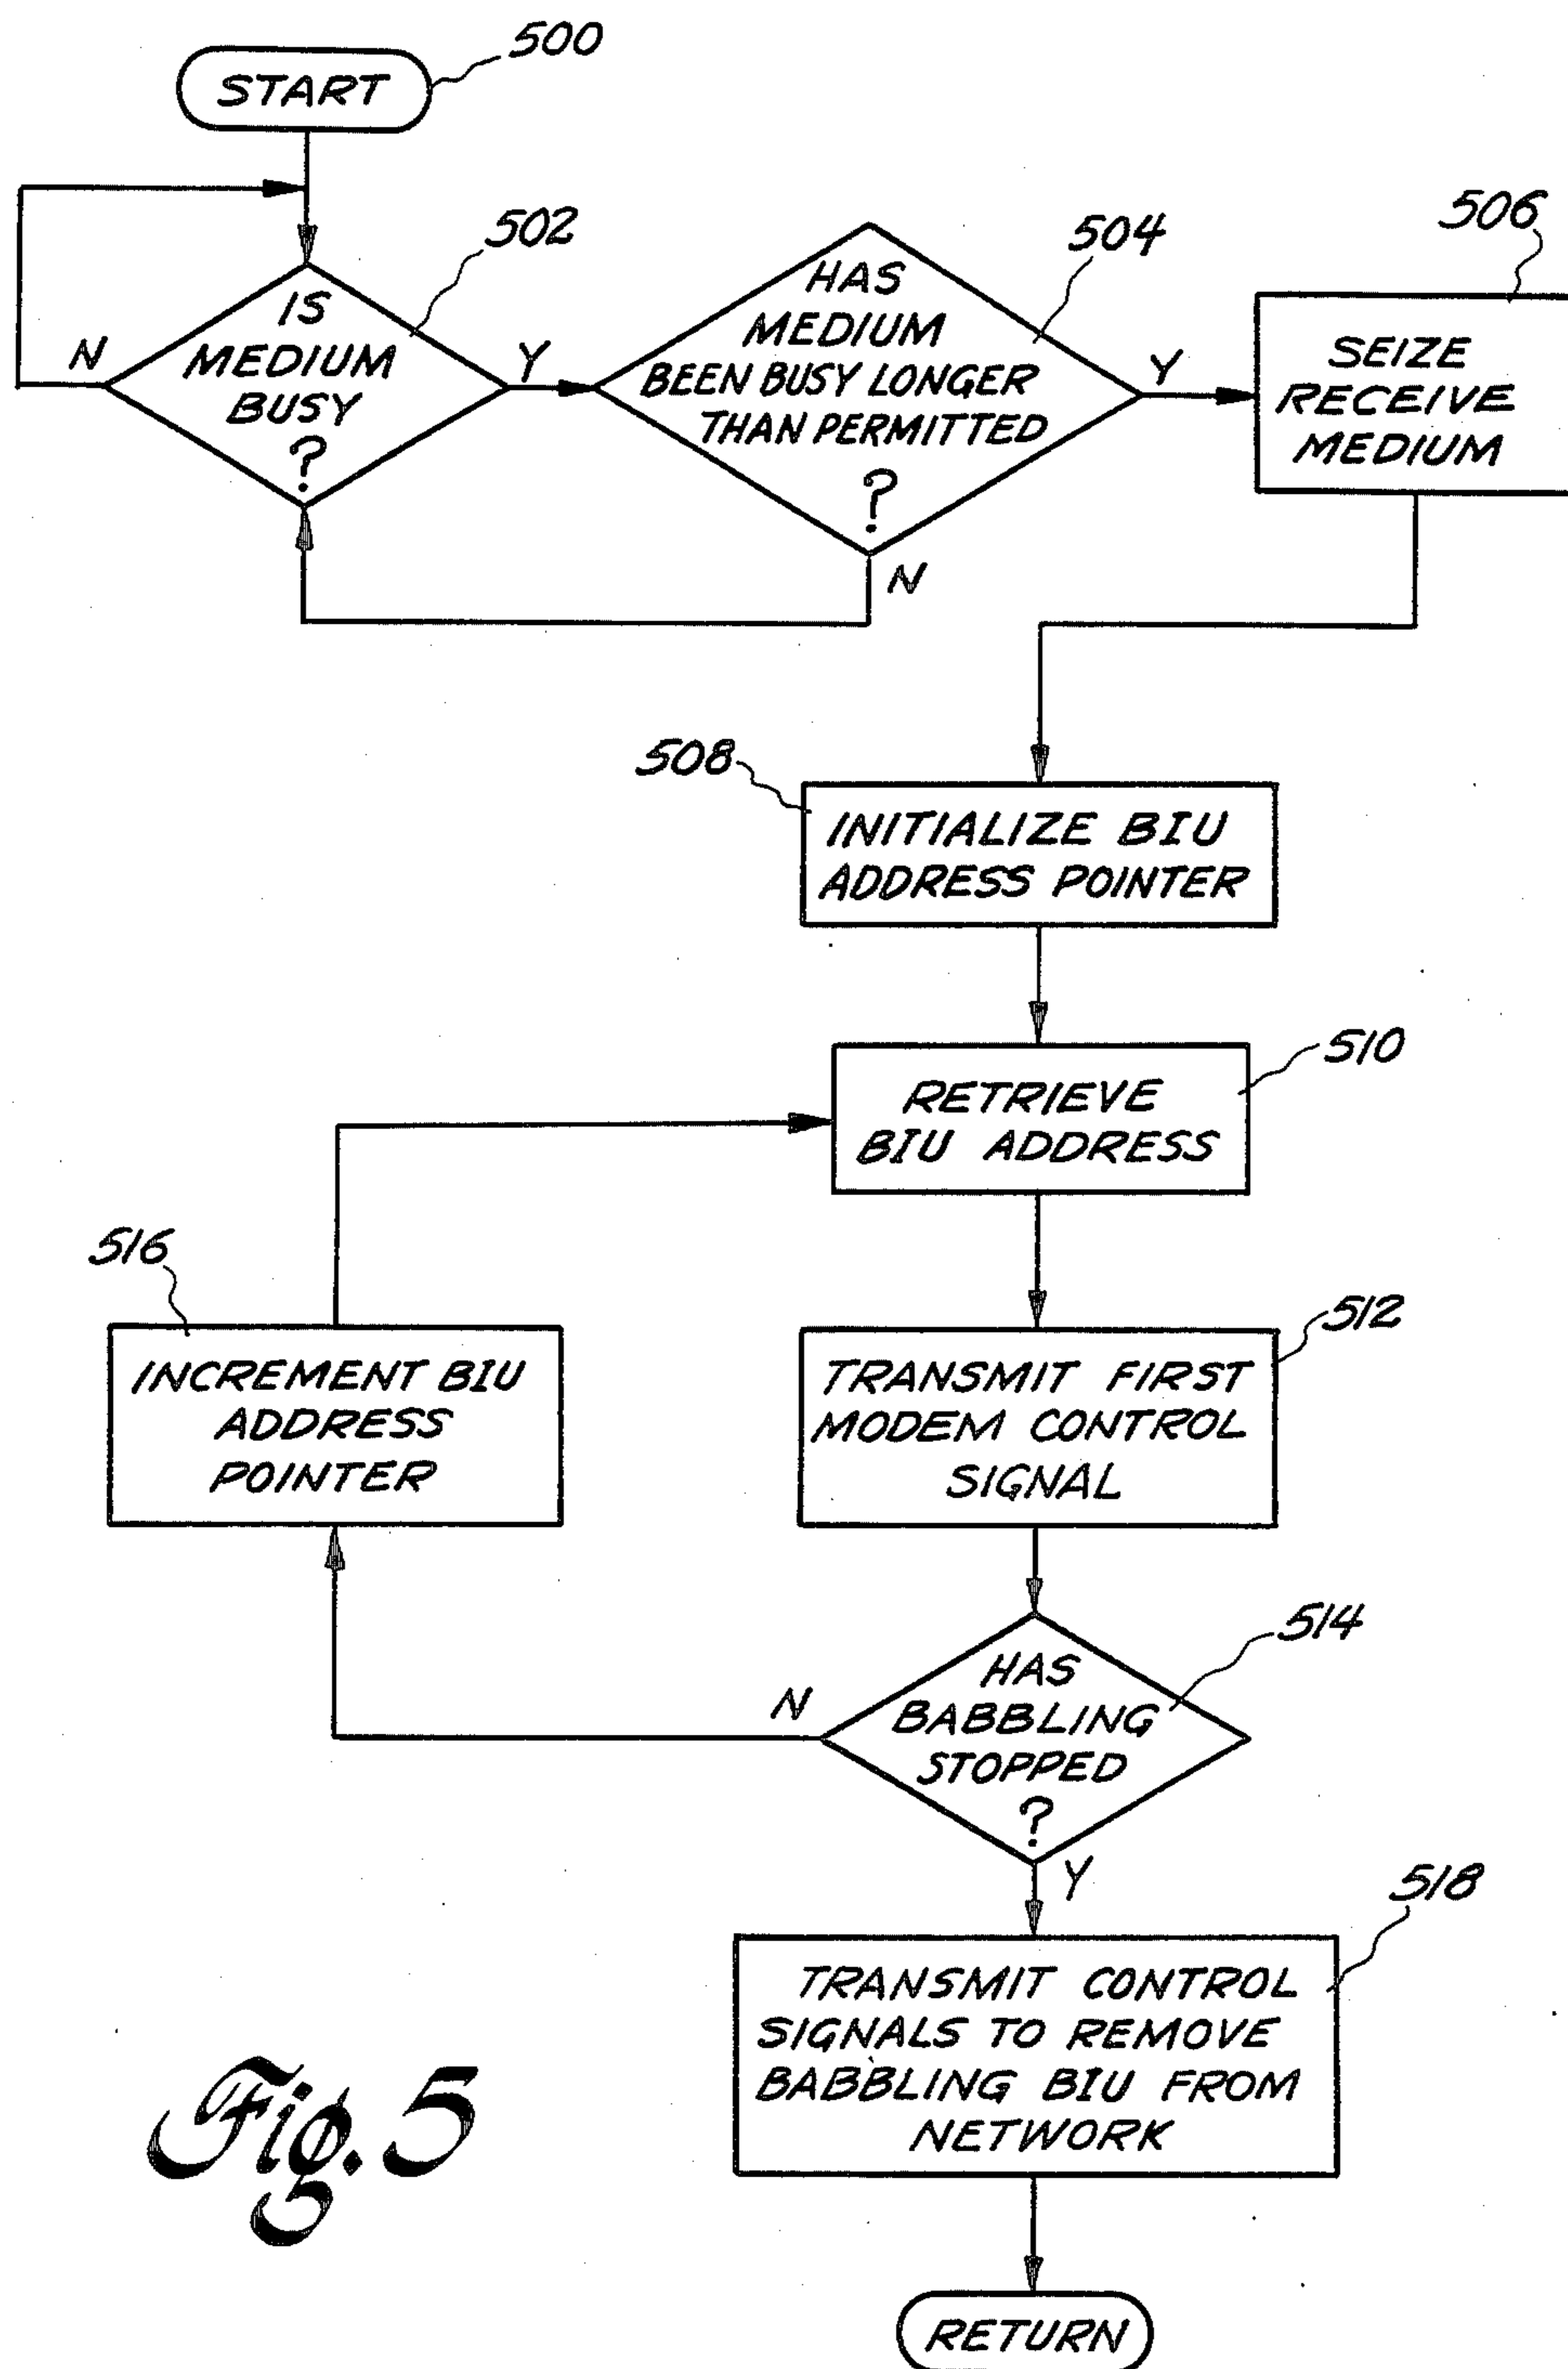 START
500
IS
MEDIUM
BUSY
?
502
N
Y
HAS
MEDIUM
BEEN BUSY LONGER
THAN PERMITTED
?
504
Y
N
SEIZE
RECEIVE
MEDIUM
506
508
INITIALIZE BIU
ADDRESS POINTER
RETRIEVE
BIU ADDRESS
510
516
INCREMENT BIU
ADDRESS
POINTER
TRANSMIT FIRST
MODEM CONTROL
SIGNAL
512
HAS
BABBLING
STOPPED
?
514
N
Y
TRANSMIT CONTROL
SIGNALS TO REMOVE
BABBLING BIU FROM
NETWORK
518
RETURN
Fig. 5